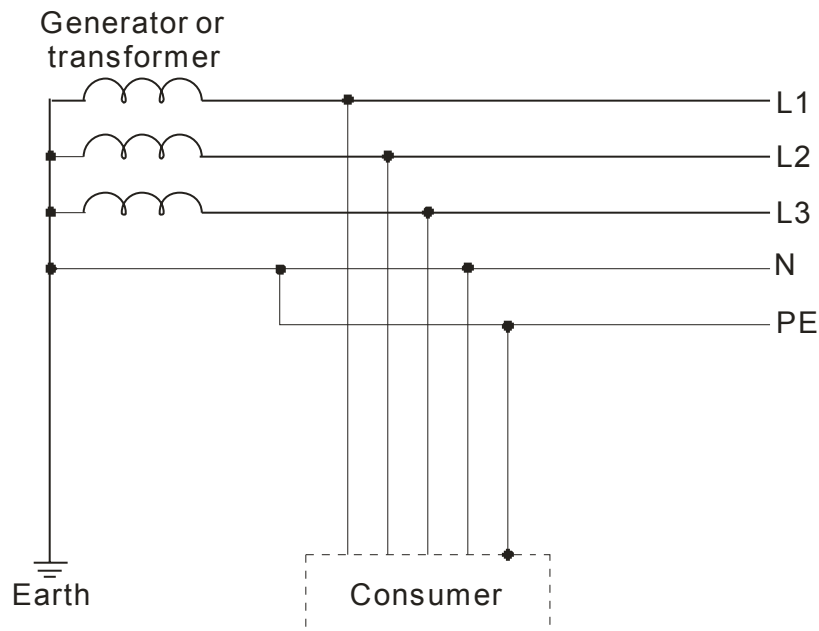 Generator or
transformer
L1
L2
L3
N
PE
Earth
Consumer